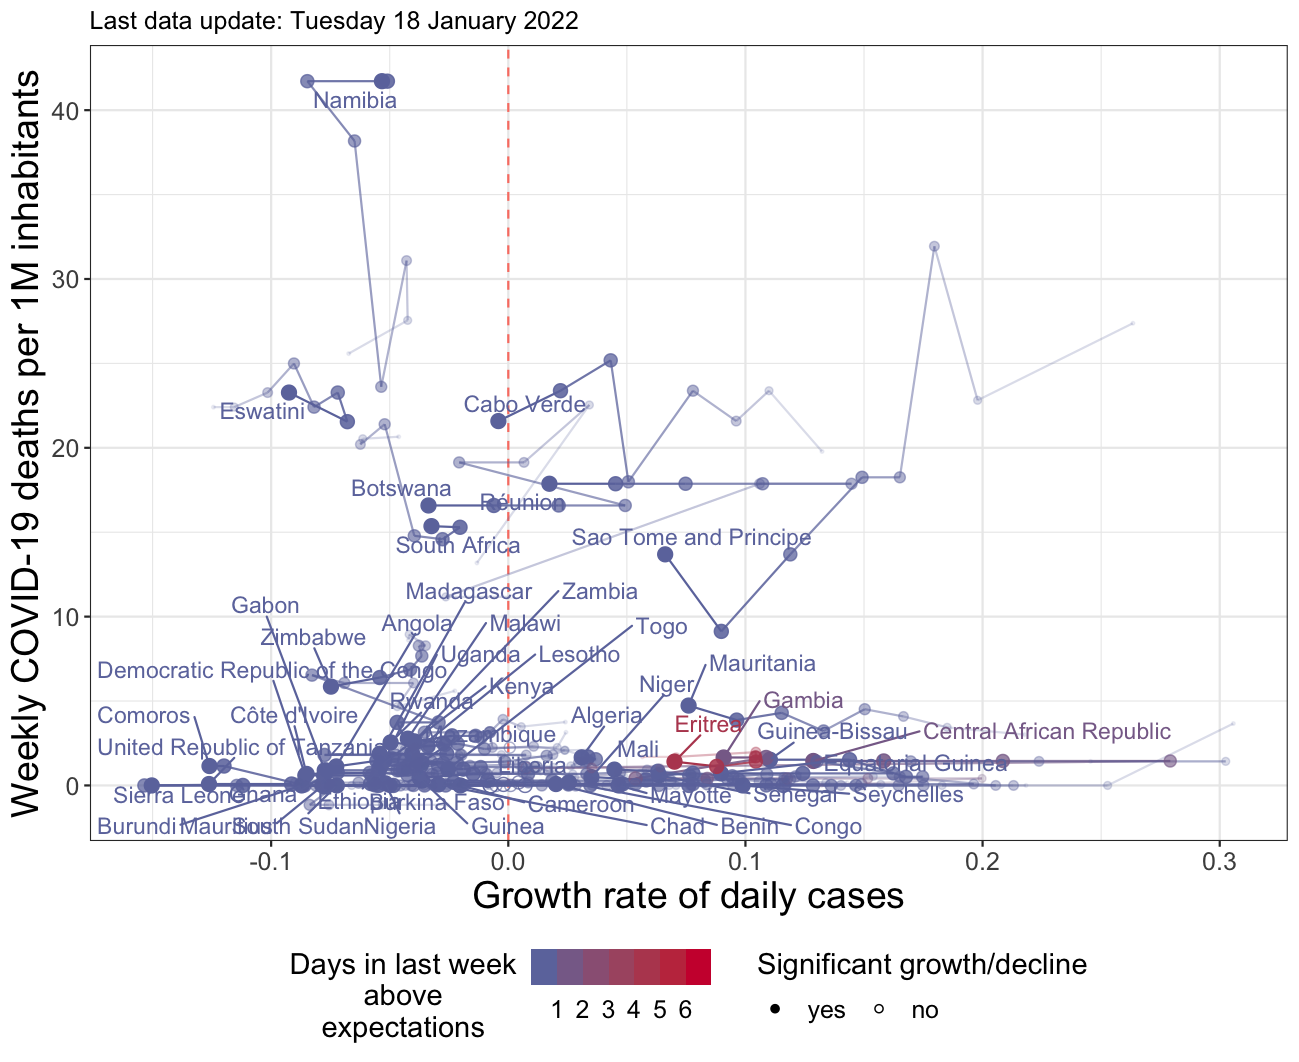 Last data update: Tuesday 18 January 2022
Weekly COVID-19 deaths per 1M inhabitants
40
30
20
10
0
Namibia
Eswatini
Cabo Verde
Botswana
Réunion
South Africa
Sao Tome and Principe
Madagascar
Zambia
Gabon
Angola
Malawi
Togo
Zimbabwe
Uganda
Lesotho
Democratic Republic of the Congo
Mauritania
Niger
Kenya
Rwanda
Gambia
Comoros
Côte d'Ivoire
Algeria
Eritrea
Guinea-Bissau
Central African Republic
Mozambique
United Republic of Tanzania
Mali
Liberia
Equatorial Guinea
Sierra Leone
Ghana
Ethiopia
Burkina Faso
Cameroon
Mayotte
Senegal
Seychelles
Burundi
Mauritius
South Sudan
Nigeria
Guinea
Chad
Benin
Congo
-0.1
0.0
0.1
0.2
0.3
Growth rate of daily cases
Days in last week
above
expectations
1 2 3 4 5 6
Significant growth/decline
yes
no